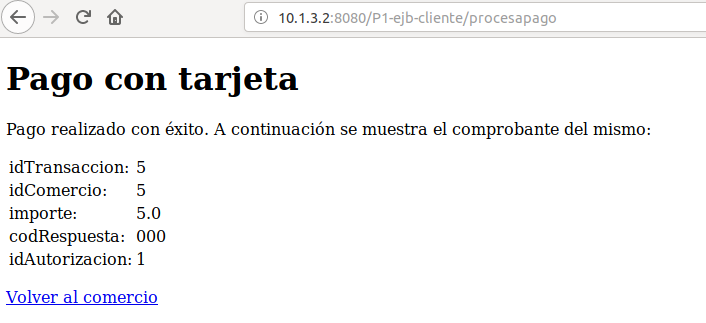 10.1.3.2:8080/P1-ejb-cliente/procesapago
Pago con tarjeta
Pago realizado con éxito. A continuación se muestra el comprobante del mismo:
idTransaccion: 5
idComercio: 5
importe: 5.0
codRespuesta: 000
idAutorizacion: 1
Volver al comercio